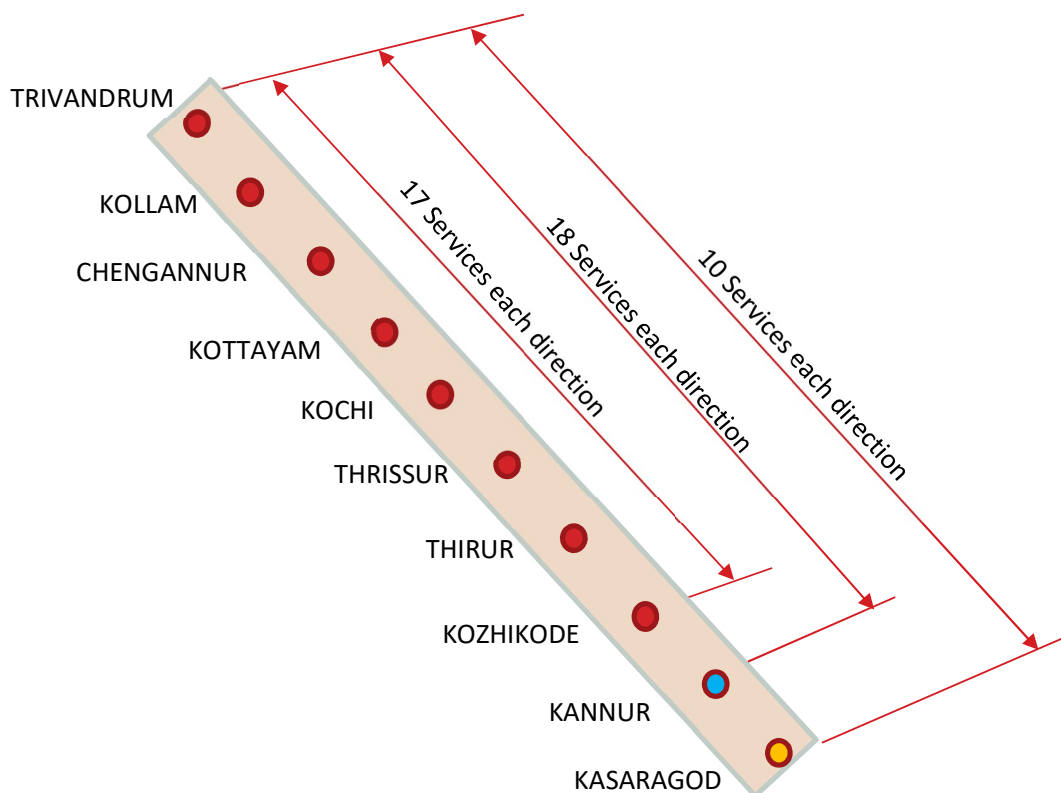 TRIVANDRUM
KOLLAM
CHENGANNUR
KOTTAYAM
KOCHI
THRISSUR
THIRUR
KOZHIKODE
KANNUR
KASARAGOD
17 Services each direction
18 Services each direction
10 Services each direction